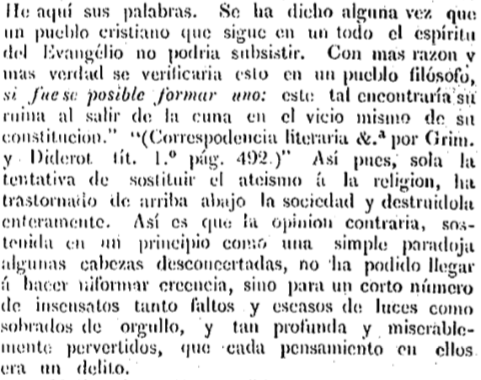 He aquí sus palabras. Se ha dicho alguna vez que
un pueblo cristiano que sigue en un todo el espíritu
del Evangélio no podria subsistir. Con mas razon y
mas verdad se verificaria esto en un pueblo filósofo,
si fuese posible formar uno: este tal encontraría su
ruina al salir de la cuna en el vicio mismo de su
constitucion." "(Correspodencia literaria &.ª por Grim.
y Diderot tít. 1.º pág. 492.)" Asi pues, sola la
tentativa de sostituir el ateismo á la religion, ha
trastornado de arriba abajo la sociedad y destruidola
enteramente. Así es que la opinion contraria, sos-
tenida en un principio como una simple paradoja
algunas cabezas desconcertadas, no ha podido llegar
á hacer niformar creencia, sino para un corto número
de insensatos tanto faltos y escasos de luces como
sobrados de orgullo, y tan profunda y miserable-
mente pervertidos, que cada pensamiento en ellos
era un delito.